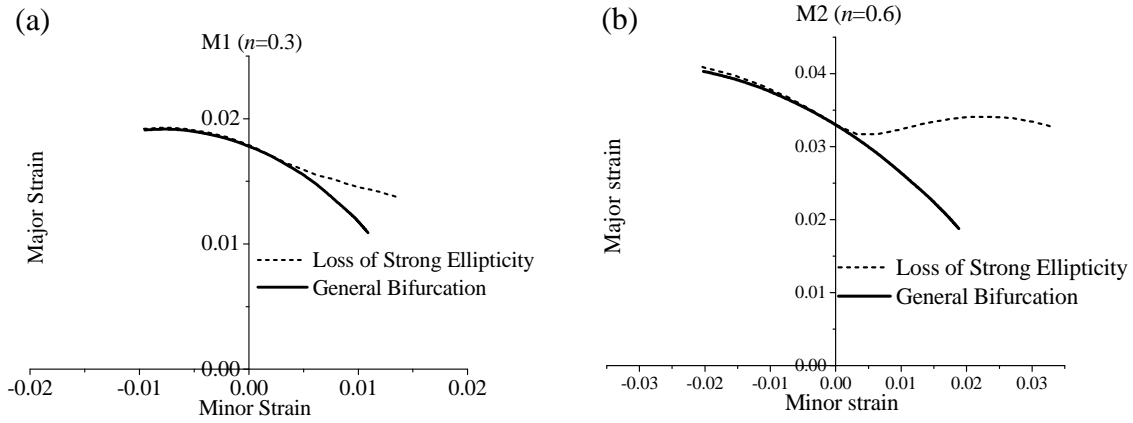 (a)
M1 (n=0.3)
0.02
0.01
0.00
Major Strain
Loss of Strong Ellipticity
General Bifurcation
-0.02
-0.01
0.00
0.01
0.02
Minor Strain
(b)
M2 (n=0.6)
0.04
0.03
0.02
0.01
0.00
Major strain
Loss of Strong Ellipticity
General Bifurcation
-0.03
-0.02
-0.01
0.00
0.01
0.02
0.03
Minor strain